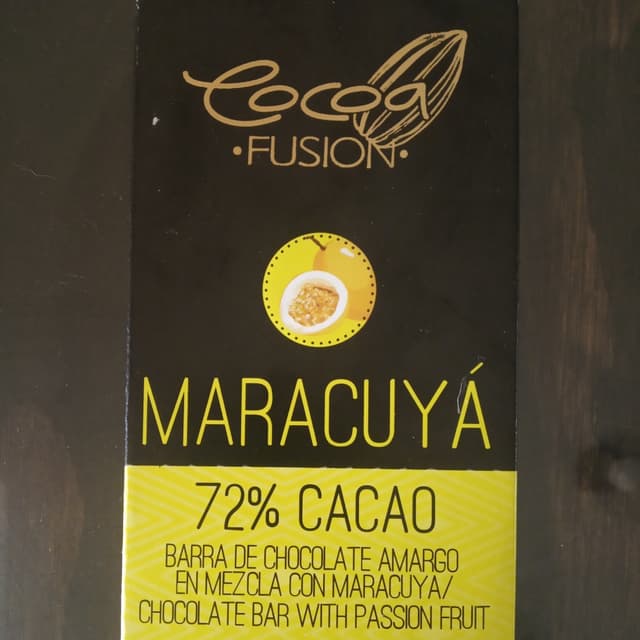 Cocoa
•FUSION•
MARACUYÁ
72% CACAO
BARRA DE CHOCOLATE AMARGO
EN MEZCLA CON MARACUYA/
CHOCOLATE BAR WITH PASSION FRUIT